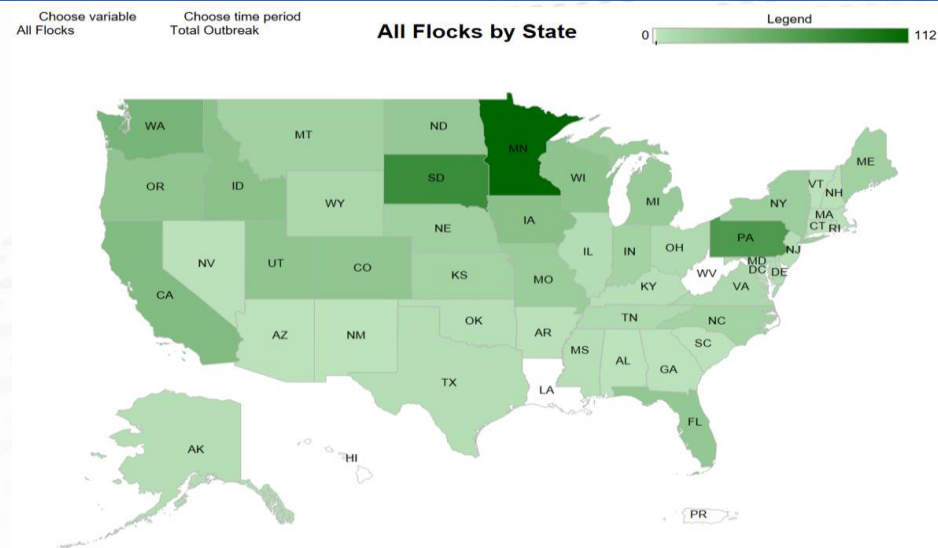 Choose variable
All Flocks
Choose time period
Total Outbreak
All Flocks by State
Legend
0
112
WA
MT
ND
MN
OR
ID
WY
SD
WI
MI
NY
VT
NH
ME
MA
CT
RI
NV
UT
CO
NE
IA
IL
IN
OH
PA
NJ
MD
DC
DE
WV
VA
CA
KS
MO
KY
AZ
NM
OK
AR
TN
NC
SC
TX
LA
MS
AL
GA
FL
AK
HI
PR